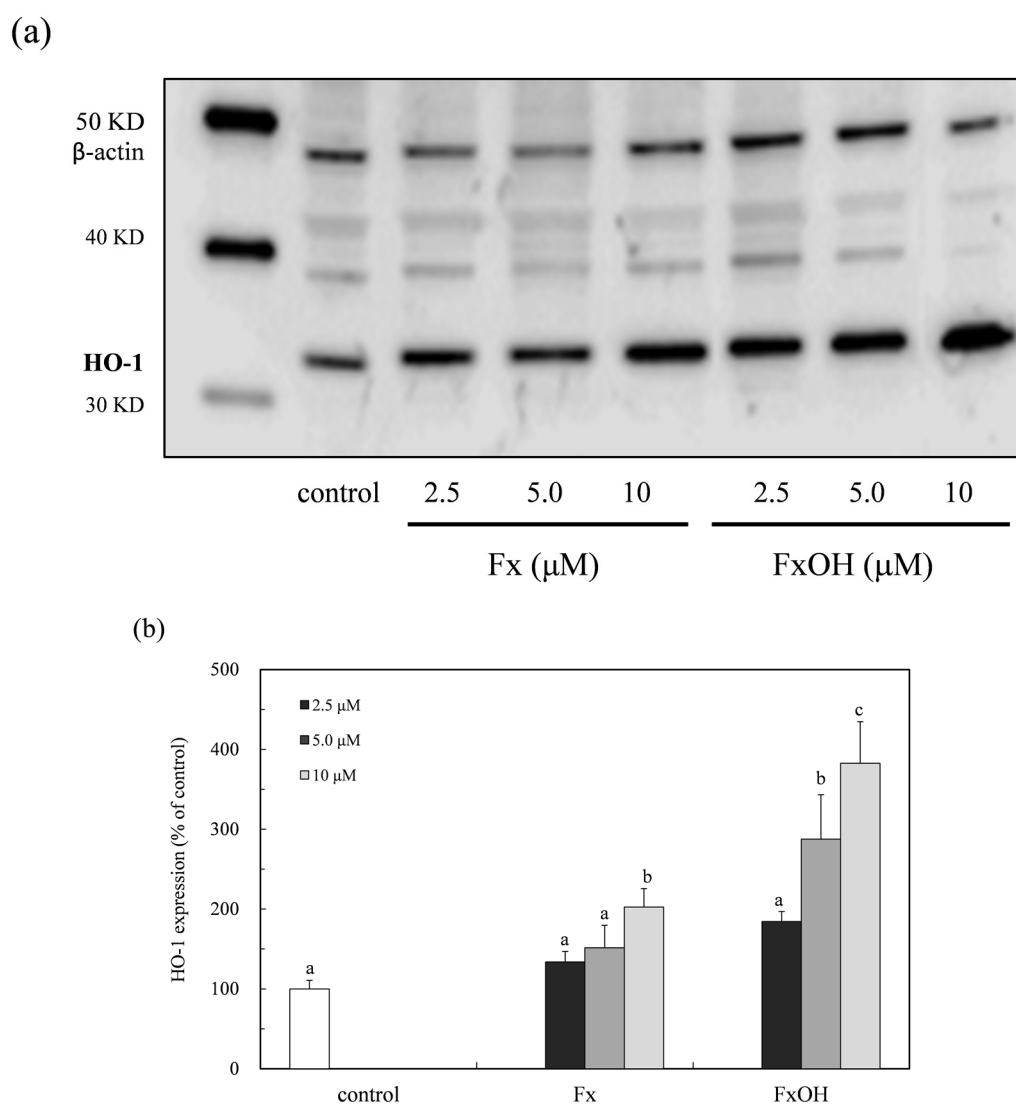 (a)
50 KD
β-actin
40 KD
HO-1
30 KD
control 2.5 5.0 10 2.5 5.0 10
Fx (μM) FxOH (μM)
(b)
HO-1 expression (% of control)
500
400
300
200
100
0
2.5 μM
5.0 μM
10 μM
a
a
a
b
a
b
c
control Fx FxOH